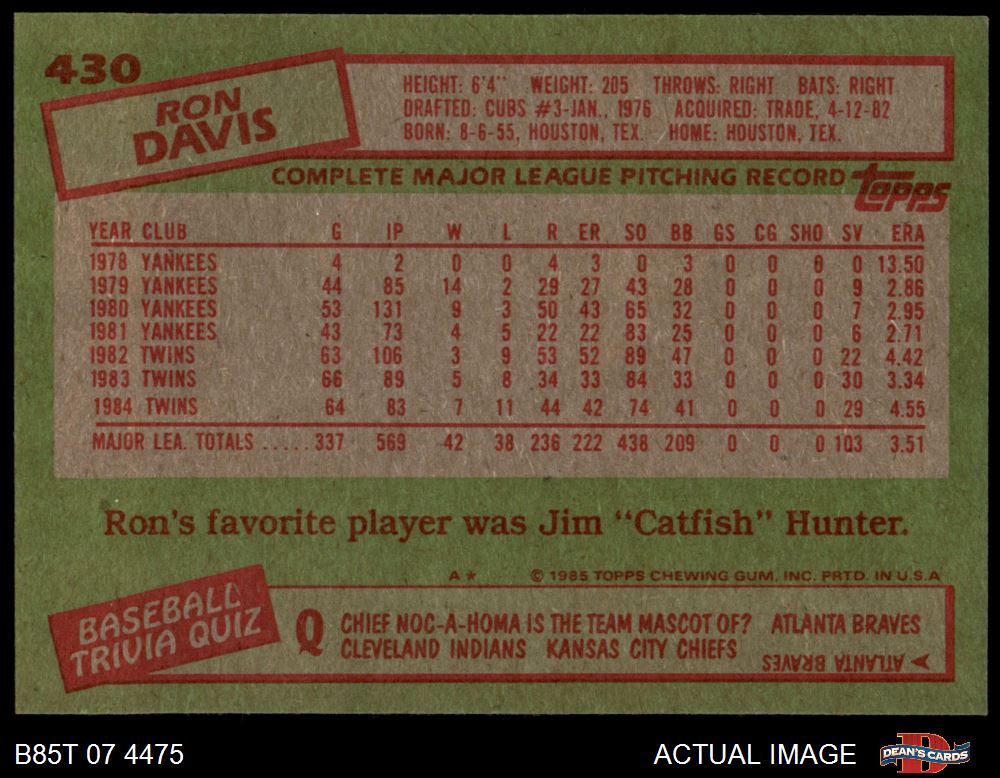 430
RON
DAVIS
HEIGHT: 6'4" WEIGHT: 205 THROWS: RIGHT BATS: RIGHT
DRAFTED: CUBS #3-JAN., 1976 ACQUIRED: TRADE, 4-12-82
BORN: 8-6-55, HOUSTON, TEX. HOME: HOUSTON, TEX.
COMPLETE MAJOR LEAGUE PITCHING RECORD
topps
YEAR CLUB G IP W L R ER SO BB GS CG SHO SV ERA
1978 YANKEES 4 2 0 0 4 3 0 3 0 0 0 0 13.50
1979 YANKEES 44 85 14 2 29 27 43 28 0 0 0 9 2.86
1980 YANKEES 53 131 9 3 50 43 65 32 0 0 0 7 2.95
1981 YANKEES 43 73 4 5 22 22 83 25 0 0 0 6 2.71
1982 TWINS 63 106 3 9 53 52 89 47 0 0 0 22 4.42
1983 TWINS 66 89 5 8 34 33 84 33 0 0 0 30 3.34
1984 TWINS 64 83 7 11 44 42 74 41 0 0 0 29 4.55
MAJOR LEA. TOTALS ..... 337 569 42 38 236 222 438 209 0 0 0 103 3.51
Ron's favorite player was Jim "Catfish" Hunter.
A* © 1985 TOPPS CHEWING GUM, INC. PRTD. IN U.S.A
BASEBALL
TRIVIA QUIZ
Q CHIEF NOC-A-HOMA IS THE TEAM MASCOT OF? ATLANTA BRAVES
CLEVELAND INDIANS KANSAS CITY CHIEFS
ATLANTA BRAVES
B85T 07 4475
ACTUAL IMAGE
D
DEAN'S CARDS